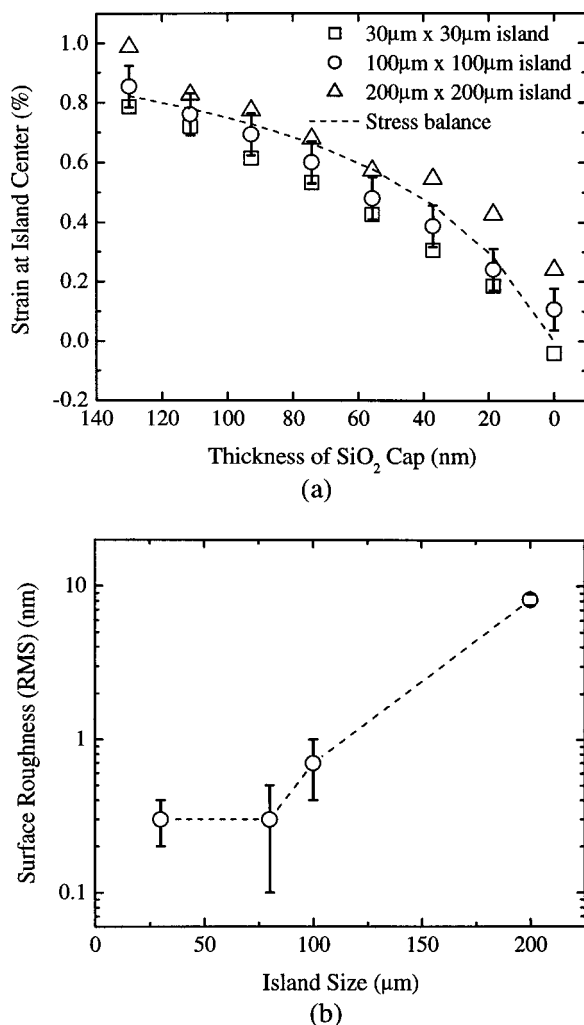 (a)
1.0
0.8
0.6
0.4
0.2
0.0
-0.2
Strain at Island Center (%)
30μm x 30μm island
100μm x 100μm island
200μm x 200μm island
Stress balance
140 120 100 80 60 40 20 0
Thickness of SiO₂ Cap (nm)
(a)
10
1
0.1
Surface Roughness (RMS) (nm)
0 50 100 150 200
Island Size (μm)
(b)